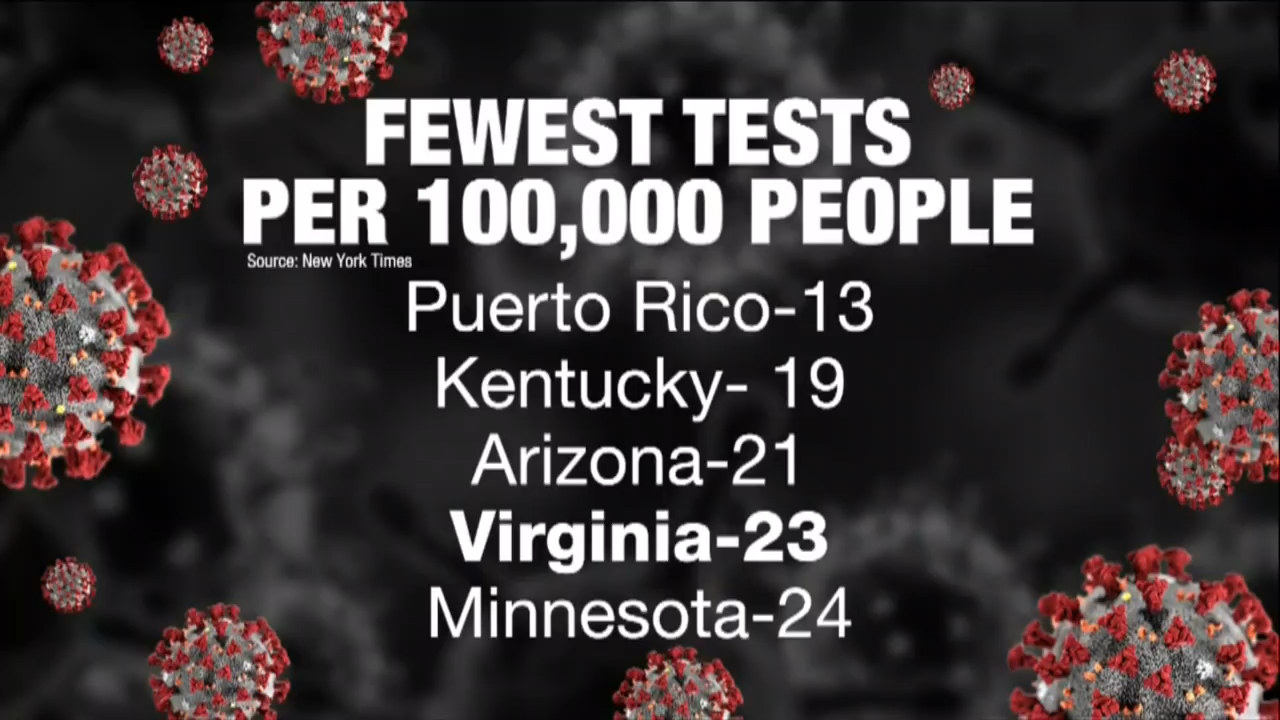 FEWEST TESTS
PER 100,000 PEOPLE
Source: New York Times
Puerto Rico-13
Kentucky- 19
Arizona-21
Virginia-23
Minnesota-24